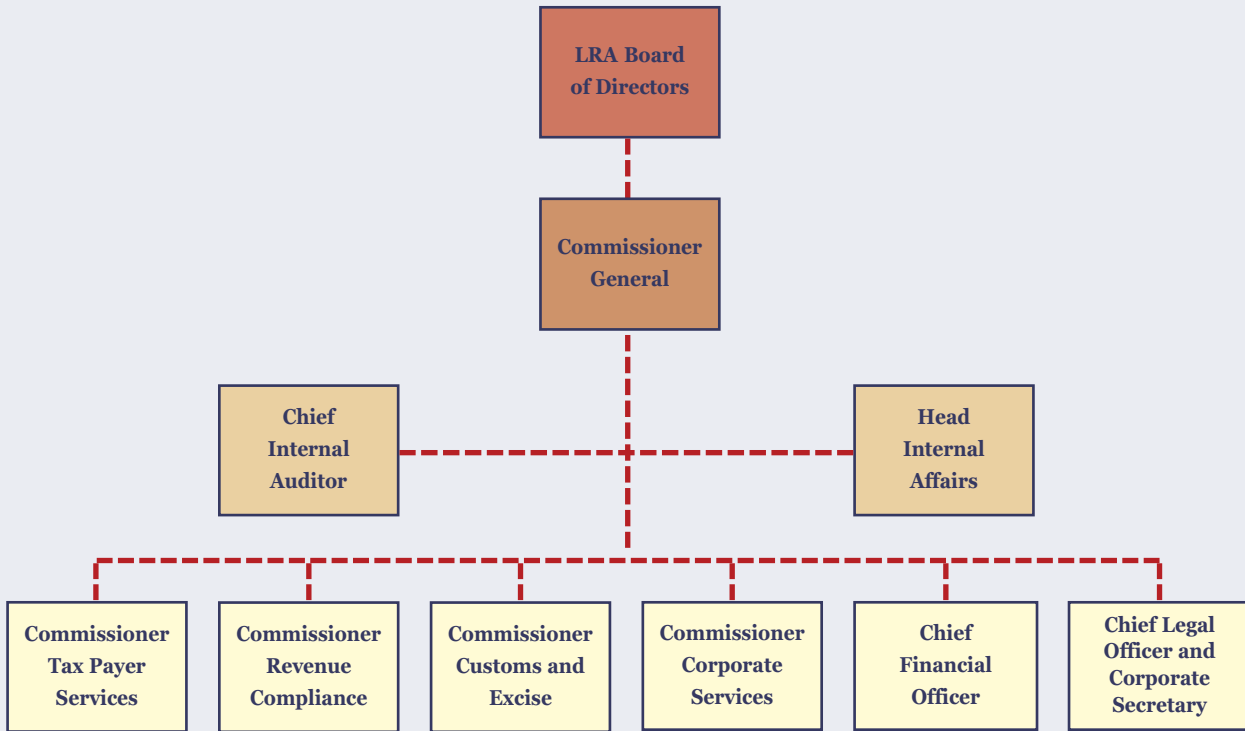 LRA Board
of Directors
Commissioner
General
Chief
Internal
Auditor
Head
Internal
Affairs
Commissioner
Tax Payer
Services
Commissioner
Revenue
Compliance
Commissioner
Customs and
Excise
Commissioner
Corporate
Services
Chief
Financial
Officer
Chief Legal
Officer and
Corporate
Secretary